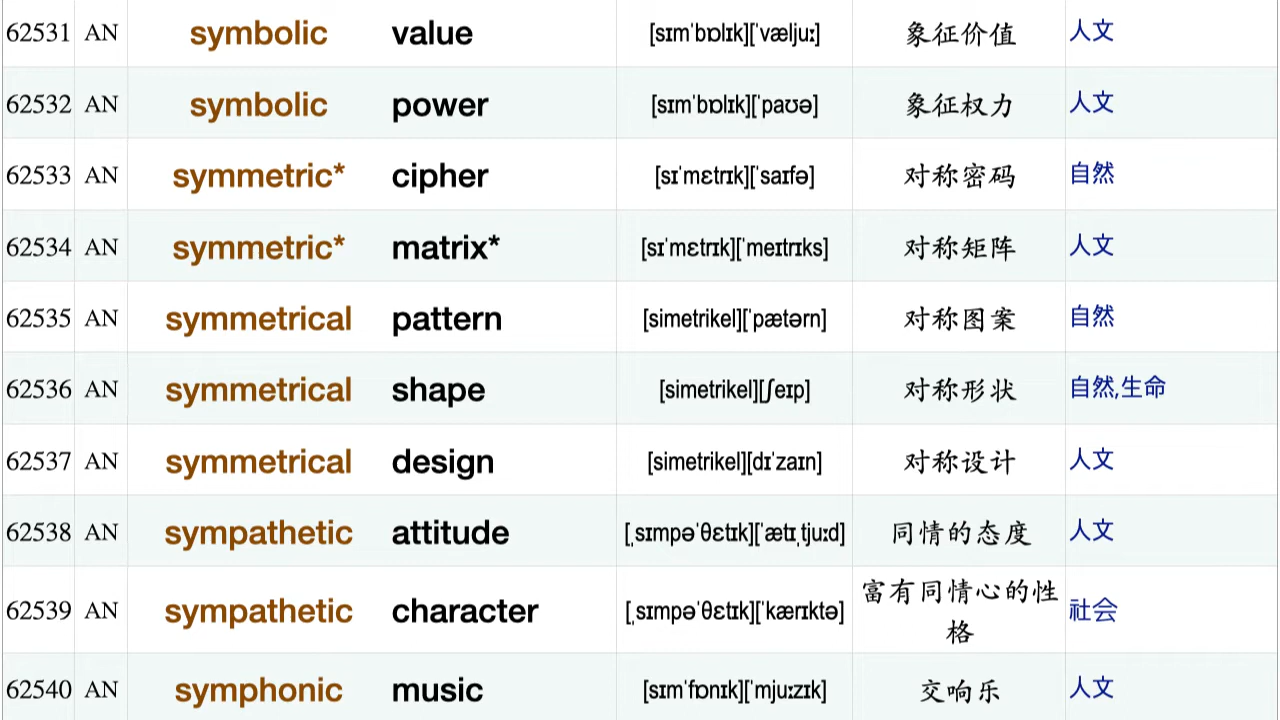 62531 AN symbolic value [sɪmˈbɒlɪk][ˈvæljuː] 象征价值 人文
62532 AN symbolic power [sɪmˈbɒlɪk][ˈpaʊə] 象征权力 人文
62533 AN symmetric* cipher [sɪˈmɛtrɪk][ˈsaɪfə] 对称密码 自然
62534 AN symmetric* matrix* [sɪˈmɛtrɪk][ˈmeɪtrɪks] 对称矩阵 人文
62535 AN symmetrical pattern [simetrikel][ˈpætərn] 对称图案 自然
62536 AN symmetrical shape [simetrikel][ʃeɪp] 对称形状 自然,生命
62537 AN symmetrical design [simetrikel][dɪˈzaɪn] 对称设计 人文
62538 AN sympathetic attitude [ˌsɪmpəˈθɛtɪk][ˈætɪˌtjuːd] 同情的态度 人文
62539 AN sympathetic character [ˌsɪmpəˈθɛtɪk][ˈkærɪktə] 富有同情心的性 社会
格
62540 AN symphonic music [sɪmˈfɒnɪk][ˈmjuːzɪk] 交响乐 人文